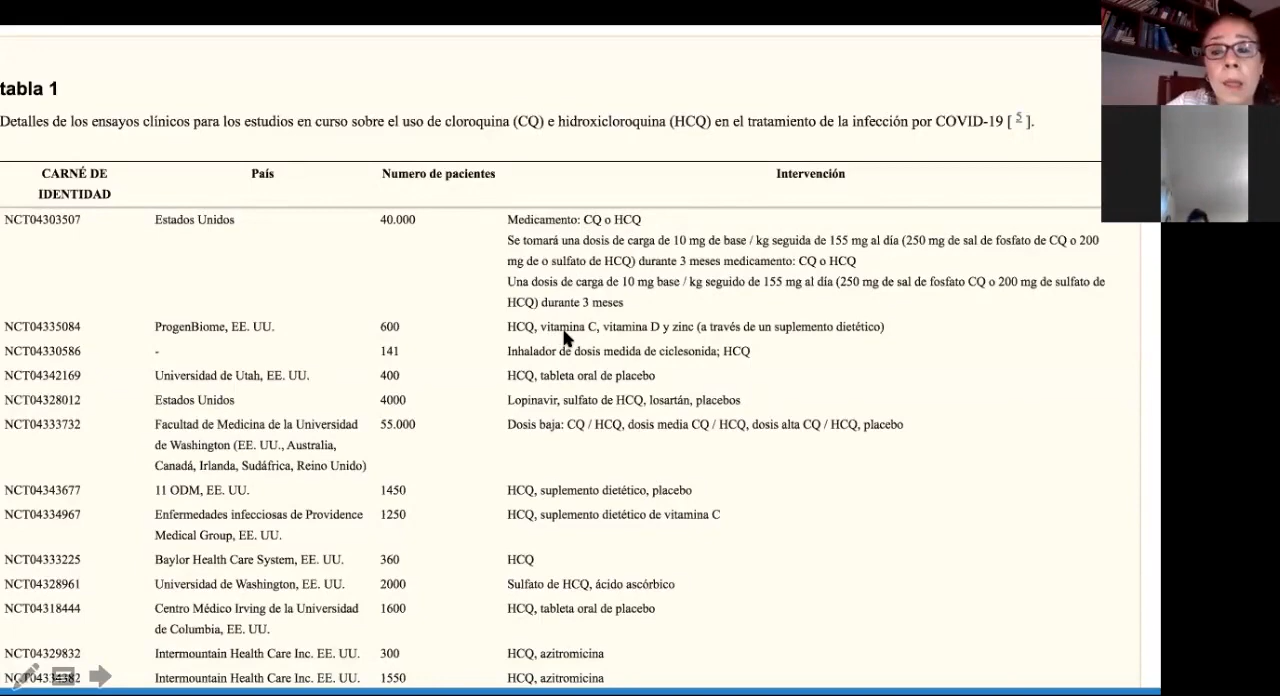 tabla 1
Detalles de los ensayos clínicos para los estudios en curso sobre el uso de cloroquina (CQ) e hidroxicloroquina (HCQ) en el tratamiento de la infección por COVID-19 [ 5 ].
CARNÉ DE IDENTIDAD País Numero de pacientes Intervención
NCT04303507 Estados Unidos 40.000 Medicamento: CQ o HCQ
Se tomará una dosis de carga de 10 mg de base / kg seguida de 155 mg al día (250 mg de sal de fosfato de CQ o 200
mg de o sulfato de HCQ) durante 3 meses medicamento: CQ o HCQ
Una dosis de carga de 10 mg base / kg seguido de 155 mg al día (250 mg de sal de fosfato CQ o 200 mg de sulfato de
HCQ) durante 3 meses
NCT04335084 ProgenBiome, EE. UU. 600 HCQ, vitamina C, vitamina D y zinc (a través de un suplemento dietético)
NCT04330586 - 141 Inhalador de dosis medida de ciclesonida; HCQ
NCT04342169 Universidad de Utah, EE. UU. 400 HCQ, tableta oral de placebo
NCT04328012 Estados Unidos 4000 Lopinavir, sulfato de HCQ, losartán, placebos
NCT04333732 Facultad de Medicina de la Universidad 55.000 Dosis baja: CQ / HCQ, dosis media CQ / HCQ, dosis alta CQ / HCQ, placebo
de Washington (EE. UU., Australia,
Canadá, Irlanda, Sudáfrica, Reino Unido)
NCT04343677 11 ODM, EE. UU. 1450 HCQ, suplemento dietético, placebo
NCT04334967 Enfermedades infecciosas de Providence 1250 HCQ, suplemento dietético de vitamina C
Medical Group, EE. UU.
NCT04333225 Baylor Health Care System, EE. UU. 360 HCQ
NCT04328961 Universidad de Washington, EE. UU. 2000 Sulfato de HCQ, ácido ascórbico
NCT04318444 Centro Médico Irving de la Universidad 1600 HCQ, tableta oral de placebo
de Columbia, EE. UU.
NCT04329832 Intermountain Health Care Inc. EE. UU. 300 HCQ, azitromicina
NCT04334382 Intermountain Health Care Inc. EE. UU. 1550 HCQ, azitromicina